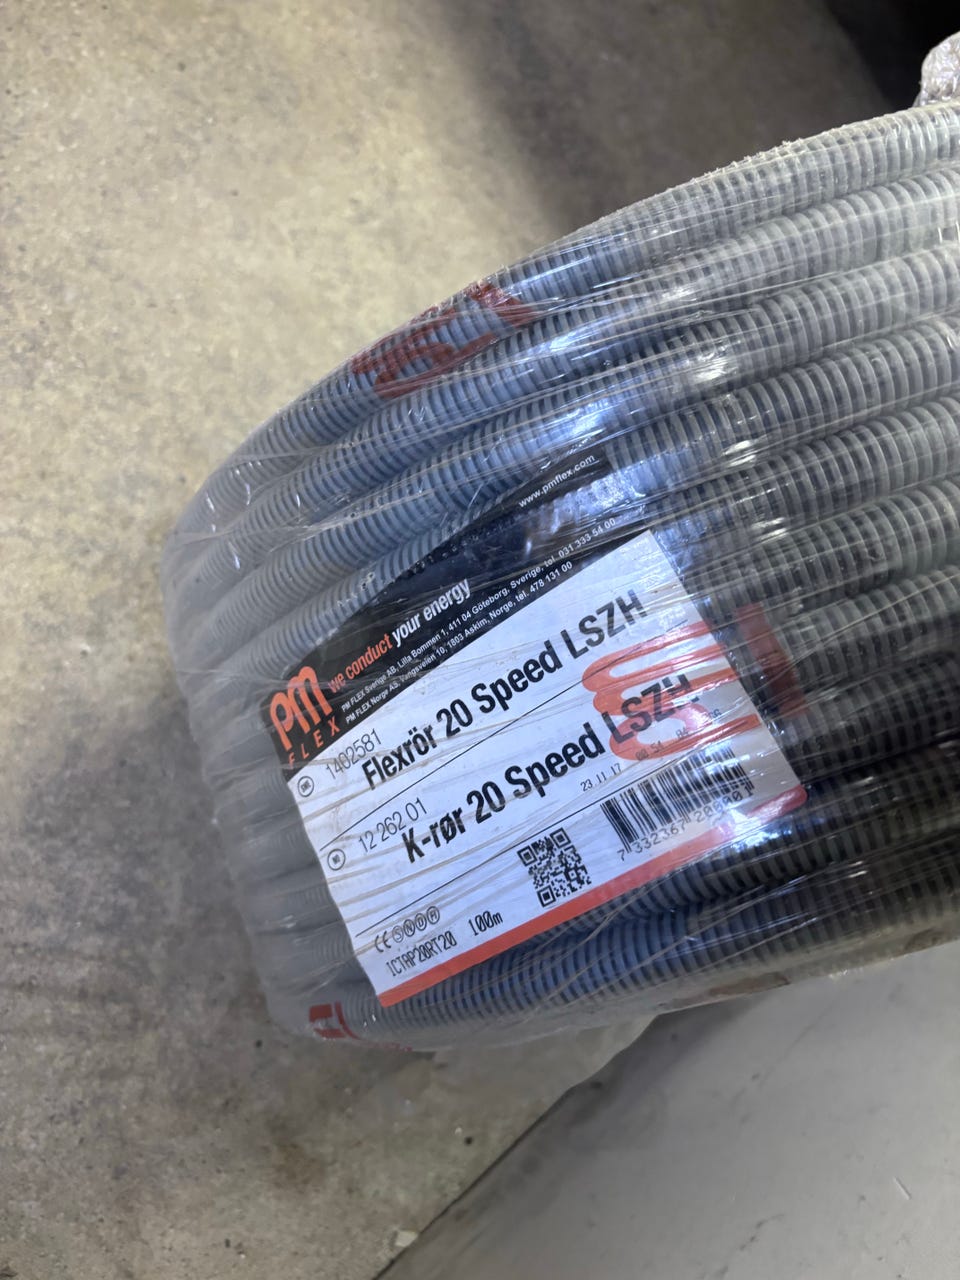 www.pmflex.com
PM
FLEX
we conduct your energy
PM FLEX Sverige AB, Lilla Bommen 1, 411 04 Göteborg, Sverige, tel. 031 333 54 00
PM FLEX Norge AS, Vangsveien 10, 1803 Askim, Norge, tel. 478 131 00
1402581
Flexrör 20 Speed LSZH
NO
12 262 01
K-rør 20 Speed LSZH
23 11 17
CE S N D R
ICTAP20RT20 100m